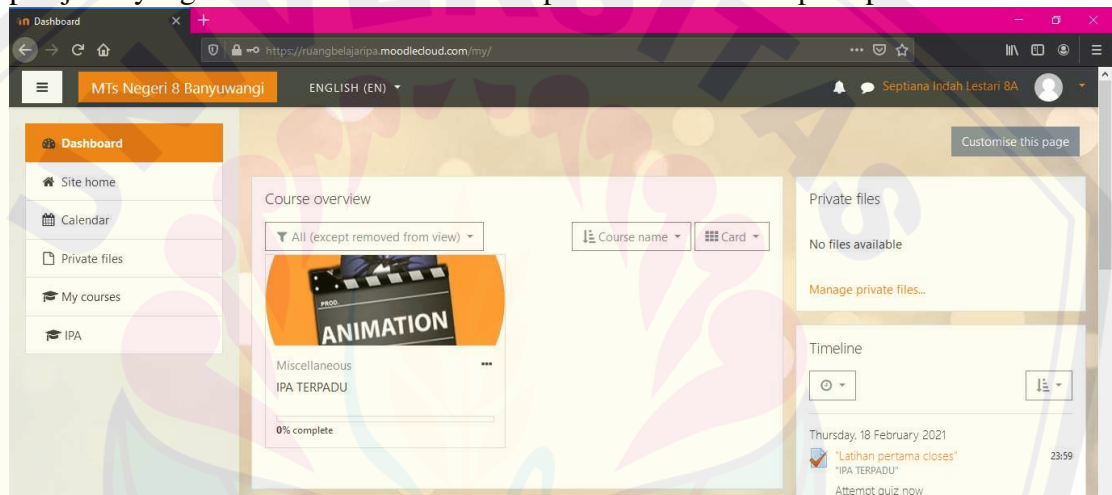 Dashboard
https://ruangbelajaripa.moodlecloud.com/my/
MTs Negeri 8 Banyuwangi
ENGLISH (EN)
Septiana Indah Lestari 8A
Dashboard
Customise this page
Site home
Calendar
Private files
My courses
IPA
Course overview
All (except removed from view)
Course name
Card
PROD.
ANIMATION
Miscellaneous
IPA TERPADU
0% complete
Private files
No files available
Manage private files...
Timeline
Thursday, 18 February 2021
"Latihan pertama closes"
23:59
"IPA TERPADU"
Attempt quiz now